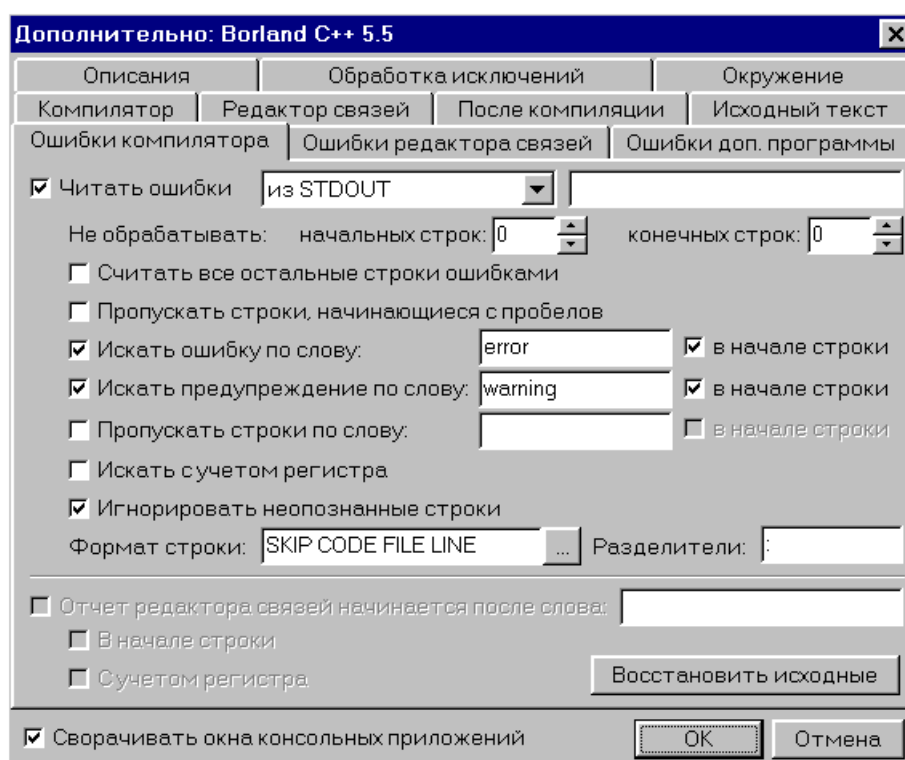 Дополнительно: Borland C++ 5.5
Описания Обработка исключений Окружение
Компилятор Редактор связей После компиляции Исходный текст
Ошибки компилятора Ошибки редактора связей Ошибки доп. программы
Читать ошибки из STDOUT
Не обрабатывать: начальных строк: 0 конечных строк: 0
Считать все остальные строки ошибками
Пропускать строки, начинающиеся с пробелов
Искать ошибку по слову: error в начале строки
Искать предупреждение по слову: warning в начале строки
Пропускать строки по слову: в начале строки
Искать с учетом регистра
Игнорировать неопознанные строки
Формат строки: SKIP CODE FILE LINE ... Разделители: :
Отчет редактора связей начинается после слова:
В начале строки
С учетом регистра
Восстановить исходные
Сворачивать окна консольных приложений OK Отмена